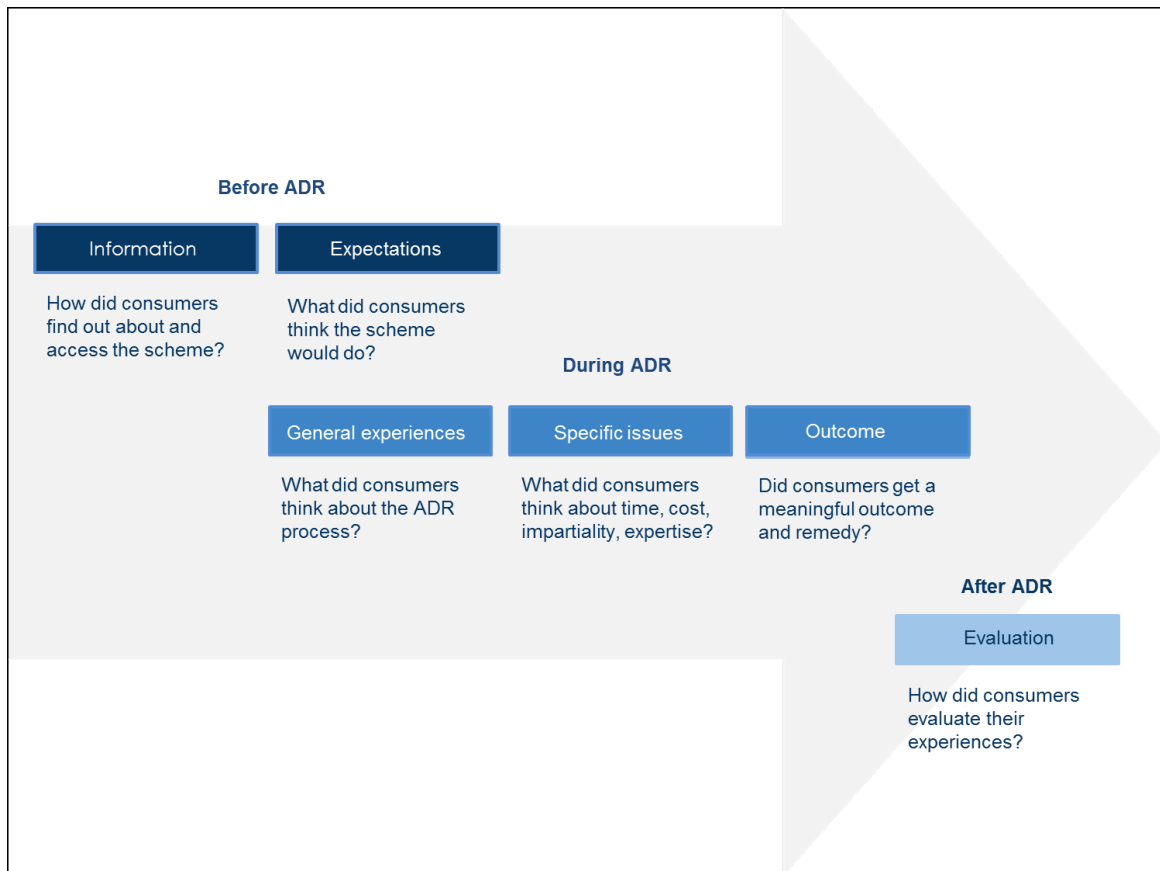 Before ADR
Information
Expectations
How did consumers
find out about and
access the scheme?
What did consumers
think the scheme
would do?
During ADR
General experiences
Specific issues
Outcome
What did consumers
think about the ADR
process?
What did consumers
think about time, cost,
impartiality, expertise?
Did consumers get a
meaningful outcome
and remedy?
After ADR
Evaluation
How did consumers
evaluate their
experiences?